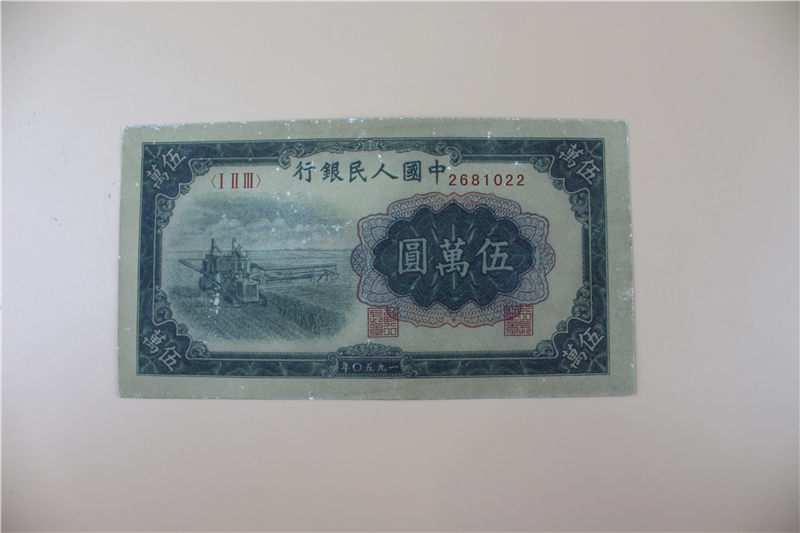 伍萬
伍萬
〈I II III〉
中國人民銀行
2681022
伍萬圓
伍萬
伍萬
一九五〇年